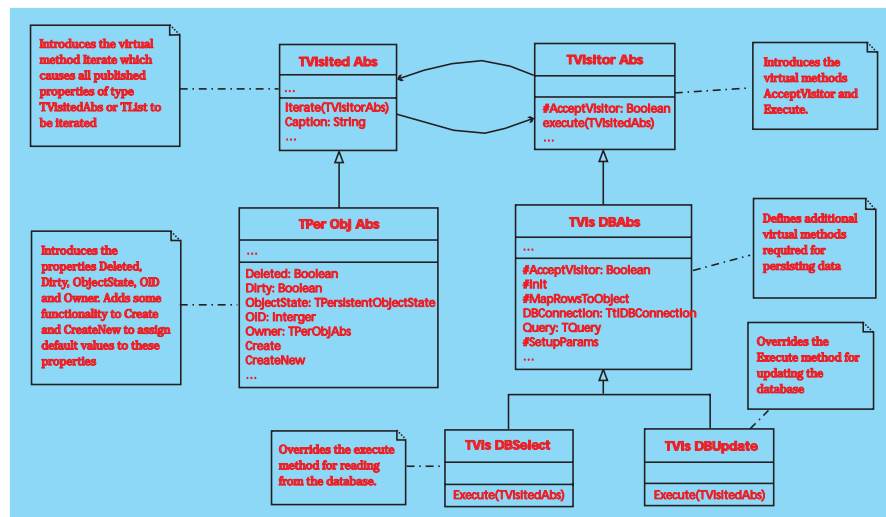 Introduces the virtual
method Iterate which
causes all published
properties of type
TVisitedAbs or TList to
be iterated
TVisited Abs
...
Iterate(TVisitorAbs)
Caption: String
...
TVisitor Abs
#AcceptVisitor: Boolean
execute(TVisitedAbs)
...
Introduces the
virtual methods
AcceptVisitor and
Execute.
Introduces the
properties Deleted,
Dirty, ObjectState, OID
and Owner. Adds some
functionality to Create
and CreateNew to assign
default values to these
properties
TPer Obj Abs
...
Deleted: Boolean
Dirty: Boolean
ObjectState: TPersistentObjectState
OID: Interger
Owner: TPerObjAbs
Create
CreateNew
...
TVis DBAbs
...
#AcceptVisitor: Boolean
#Init
#MapRowsToObject
DBConnection: TtiDBConnection
Query: TQuery
#SetupParams
...
Defines additional
virtual methods
required for
persisting data
Overrides the
Execute method for
updating the
database
Overrides the execute
method for reading
from the database.
TVis DBSelect
Execute(TVisitedAbs)
TVis DBUpdate
Execute(TVisitedAbs)